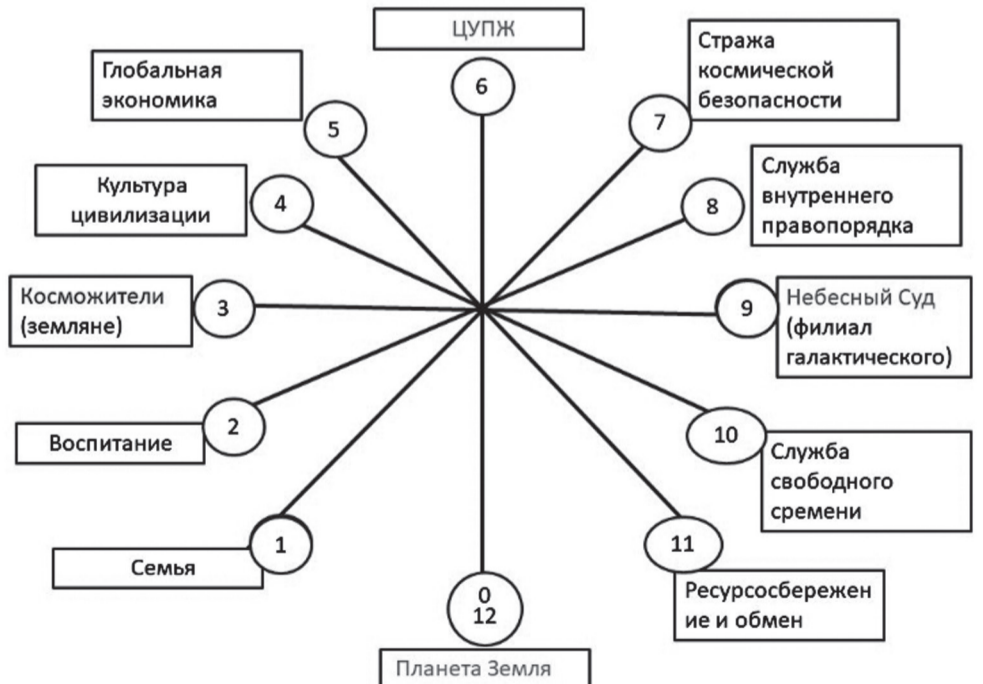 ЦУПЖ
6
Глобальная
экономика
5
Стража
космической
безопасности
7
Культура
цивилизации
4
Служба
внутреннего
правопорядка
8
Косможители
(земляне)
3
Небесный Суд
(филиал
галактического)
9
Воспитание
2
10
Служба
свободного
сремени
Семья
1
11
Ресурсосбережен
ие и обмен
0
12
Планета Земля